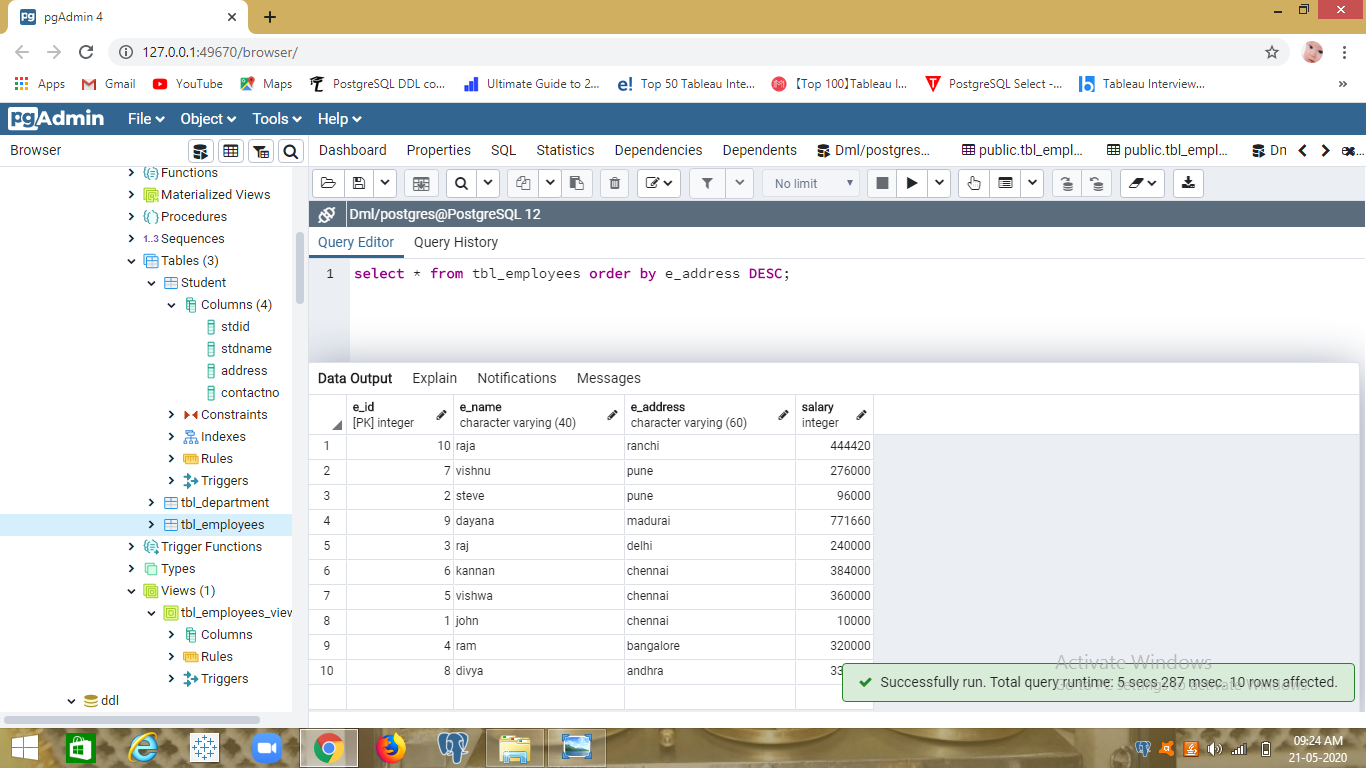 pgAdmin 4
127.0.0.1:49670/browser/
Apps Gmail YouTube Maps PostgreSQL DDL co... Ultimate Guide to 2... Top 50 Tableau Inte... 【Top 100】Tableau I... PostgreSQL Select -... Tableau Interview... »
pgAdmin File Object Tools Help
Browser
Dashboard Properties SQL Statistics Dependencies Dependents Dml/postgres... public.tbl_empl... public.tbl_empl... Dn
Functions
Materialized Views
Procedures
1..3 Sequences
Tables (3)
Student
Columns (4)
stdid
stdname
address
contactno
Constraints
Indexes
Rules
Triggers
tbl_department
tbl_employees
Trigger Functions
Types
Views (1)
tbl_employees_view
Columns
Rules
Triggers
ddl
No limit
Dml/postgres@PostgreSQL 12
Query Editor Query History
1 select * from tbl_employees order by e_address DESC;
Data Output Explain Notifications Messages
e_id e_name e_address salary
[PK] integer character varying (40) character varying (60) integer
1 10 raja ranchi 444420
2 7 vishnu pune 276000
3 2 steve pune 96000
4 9 dayana madurai 771660
5 3 raj delhi 240000
6 6 kannan chennai 384000
7 5 vishwa chennai 360000
8 1 john chennai 10000
9 4 ram bangalore 320000
10 8 divya andhra
Activate Windows
Go to PC settings to activate Windows.
Successfully run. Total query runtime: 5 secs 287 msec. 10 rows affected.
09:24 AM
21-05-2020